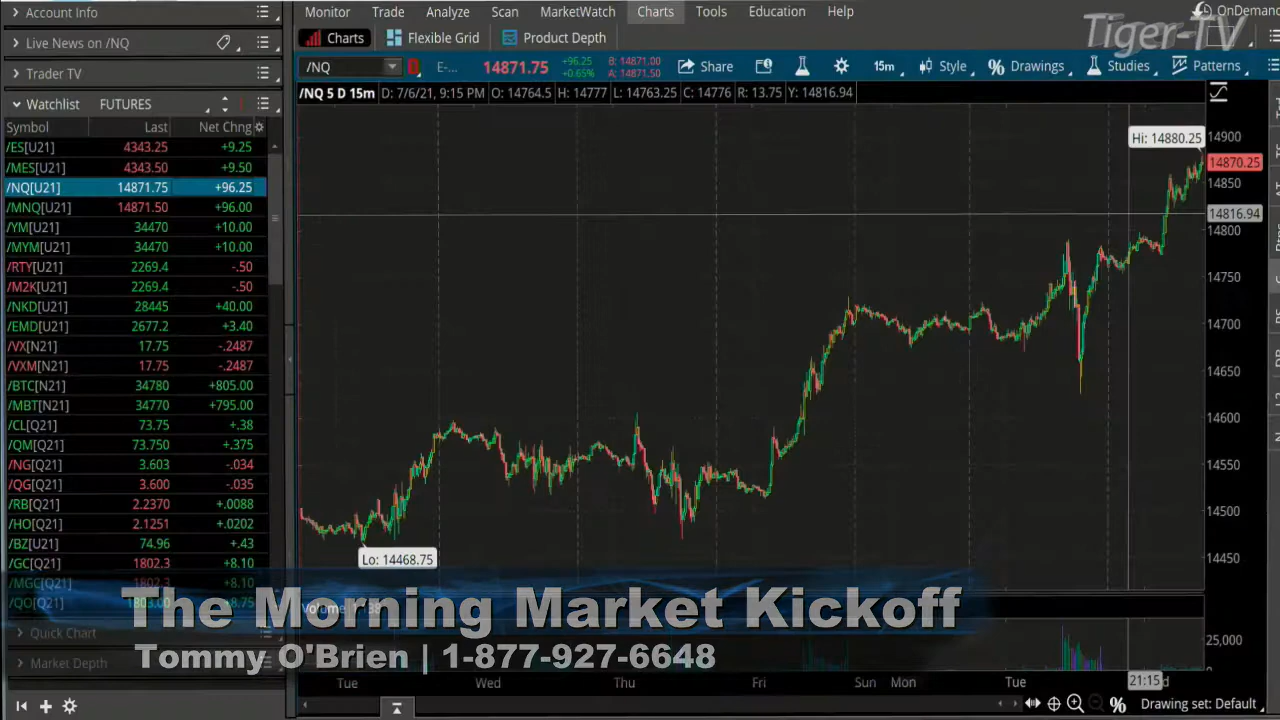 Account Info
Live News on /NQ
Trader TV
Watchlist FUTURES
Symbol Last Net Chng
/ES[U21] 4343.25 +9.25
/MES[U21] 4343.50 +9.50
/NQ[U21] 14871.75 +96.25
/MNQ[U21] 14871.50 +96.00
/YM[U21] 34470 +10.00
/MYM[U21] 34470 +10.00
/RTY[U21] 2269.4 -.50
/M2K[U21] 2269.4 -.50
/NKD[U21] 28445 +40.00
/EMD[U21] 2677.2 +3.40
/VX[N21] 17.75 -.2487
/VXM[N21] 17.75 -.2487
/BTC[N21] 34780 +805.00
/MBT[N21] 34770 +795.00
/CL[Q21] 73.75 +.38
/QM[Q21] 73.750 +.375
/NG[Q21] 3.603 -.034
/QG[Q21] 3.600 -.035
/RB[Q21] 2.2370 +.0088
/HO[Q21] 2.1251 +.0202
/BZ[U21] 74.96 +.43
/GC[Q21] 1802.3 +8.10
/MGC[Q21] 1802.3 +8.10
/QO[Q21] 1803.00
Quick Chart
Market Depth
Monitor Trade Analyze Scan MarketWatch Charts Tools Education Help
OnDemand
Tiger-TV
Charts Flexible Grid Product Depth
/NQ E-... 14871.75 +96.25 +0.65% B: 14871.00 A: 14871.50 Share 15m Style Drawings Studies Patterns
/NQ 5 D 15m D: 7/6/21, 9:15 PM O: 14764.5 H: 14777 L: 14763.25 C: 14776 R: 13.75 Y: 14816.94
Hi: 14880.25
14900
14870.25
14850
14816.94
14800
14750
14700
14650
14600
14550
14500
14450
Lo: 14468.75
The Morning Market Kickoff
Tommy O'Brien | 1-877-927-6648
25,000
0
Tue Wed Thu Fri Sun Mon Tue 21:15
Drawing set: Default